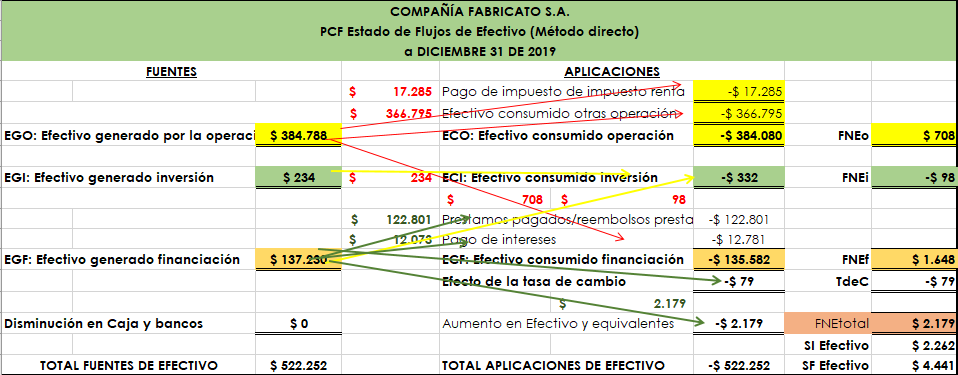 COMPAÑÍA FABRICATO S.A.
PCF Estado de Flujos de Efectivo (Método directo)
a DICIEMBRE 31 DE 2019
FUENTES APLICACIONES
$ 17.285 Pago de impuesto de impuesto renta -$ 17.285
$ 366.795 Efectivo consumido otras operación -$ 366.795
EGO: Efectivo generado por la operaci $ 384.788 ECO: Efectivo consumido operación -$ 384.080 FNEo $ 708
EGI: Efectivo generado inversión $ 234 $ 234 ECI: Efectivo consumido inversión -$ 332 FNEi -$ 98
$ 708 $ 98
$ 122.801 Prestamos pagados/reembolsos presta -$ 122.801
$ 12.073 Pago de intereses -$ 12.781
EGF: Efectivo generado financiación $ 137.230 ECF: Efectivo consumido financiación -$ 135.582 FNEf $ 1.648
Efecto de la tasa de cambio -$ 79 TdeC -$ 79
$ 2.179
Disminución en Caja y bancos $ 0 Aumento en Efectivo y equivalentes -$ 2.179 FNEtotal $ 2.179
SI Efectivo $ 2.262
TOTAL FUENTES DE EFECTIVO $ 522.252 TOTAL APLICACIONES DE EFECTIVO -$ 522.252 SF Efectivo $ 4.441